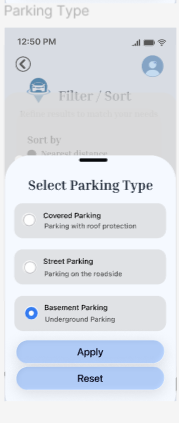 Parking Type
12:50 PM
Filter / Sort
Sort by
Nearest distance
Select Parking Type
Covered Parking
Parking with roof protection
Street Parking
Parking on the roadside
Basement Parking
Underground Parking
Apply
Reset